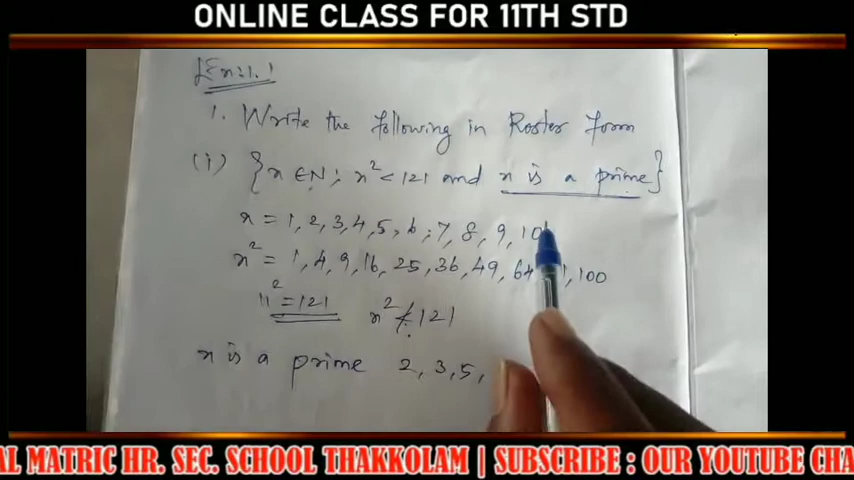 ONLINE CLASS FOR 11TH STD
Ex:1.1
1. Write the following in Roster form
(i) {x ∈ N ; x² < 121 and x is a prime}
x = 1, 2, 3, 4, 5, 6, 7, 8, 9, 10
x² = 1, 4, 9, 16, 25, 36, 49, 64, 1, 100
11² = 121 x² ≮ 121
x is a prime 2, 3, 5,
AL MATRIC HR. SEC. SCHOOL THAKKOLAM | SUBSCRIBE : OUR YOUTUBE CHA